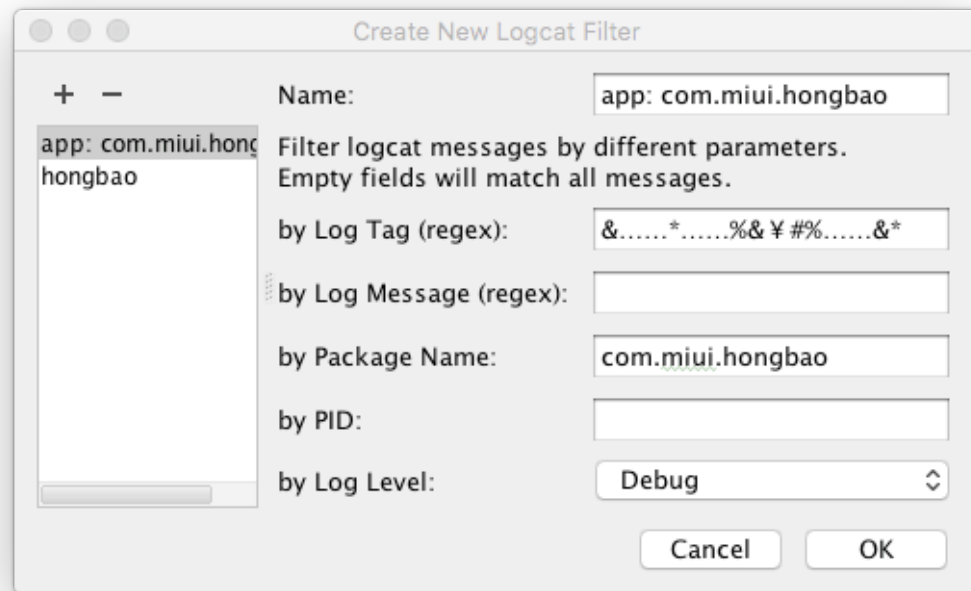 Create New Logcat Filter
+ −
Name: app: com.miui.hongbao
app: com.miui.hong
hongbao
Filter logcat messages by different parameters.
Empty fields will match all messages.
by Log Tag (regex): &……*……%&￥#%……&*
by Log Message (regex):
by Package Name: com.miui.hongbao
by PID:
by Log Level: Debug
Cancel OK